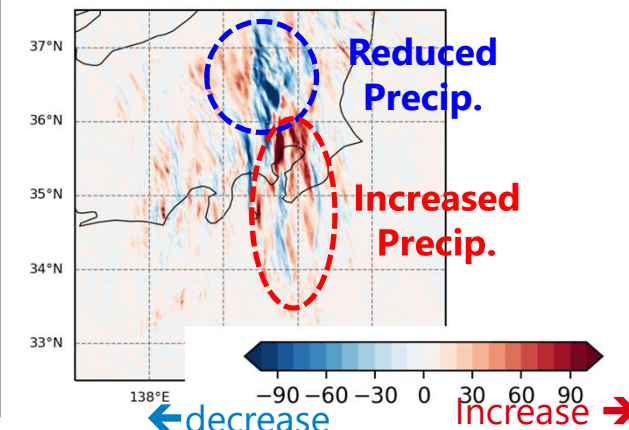 37°N
Reduced
Precip.
36°N
35°N
Increased
Precip.
34°N
33°N
138°E
−90 −60 −30 0 30 60 90
←decrease
Increase→